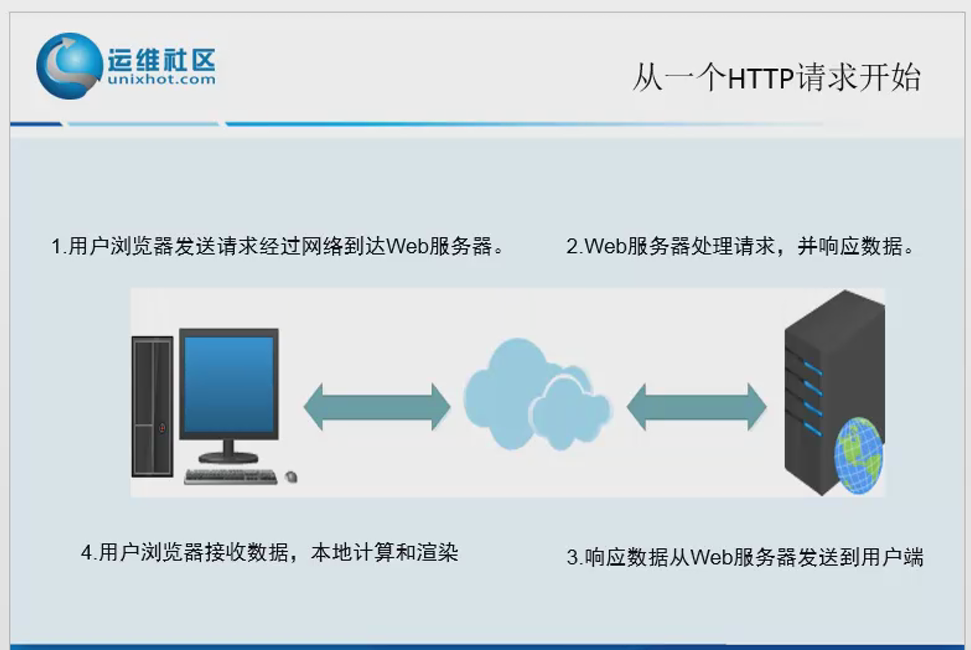 运维社区
unixhot.com
从一个HTTP请求开始
1.用户浏览器发送请求经过网络到达Web服务器。
2.Web服务器处理请求，并响应数据。
4.用户浏览器接收数据，本地计算和渲染
3.响应数据从Web服务器发送到用户端